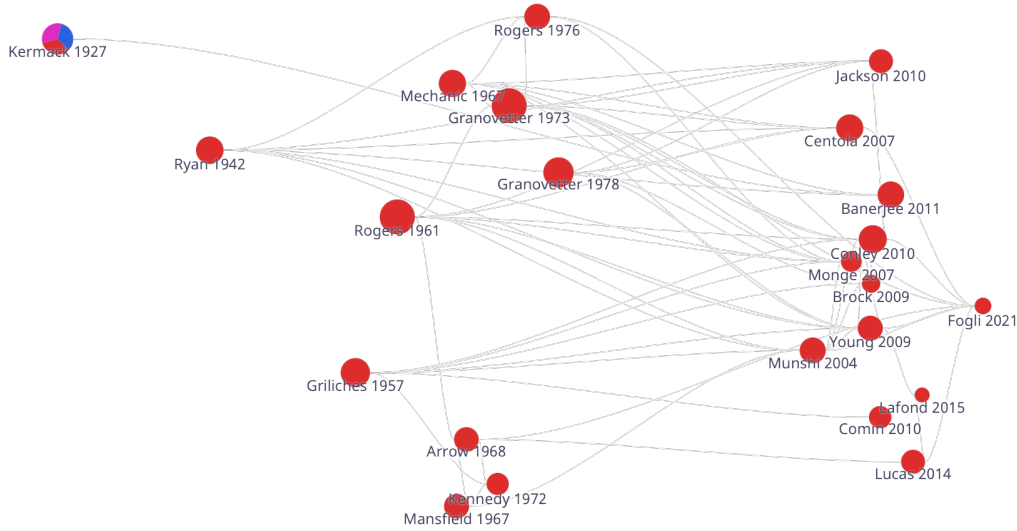 Rogers 1976
Kermack 1927
Jackson 2010
Mechanic 1967
Granovetter 1973
Centola 2007
Ryan 1942
Granovetter 1978
Banerjee 2011
Rogers 1961
Conley 2010
Monge 2007
Brock 2009
Fogli 2021
Young 2009
Munshi 2004
Griliches 1957
Lafond 2015
Comin 2010
Arrow 1968
Lucas 2014
Kennedy 1972
Mansfield 1967